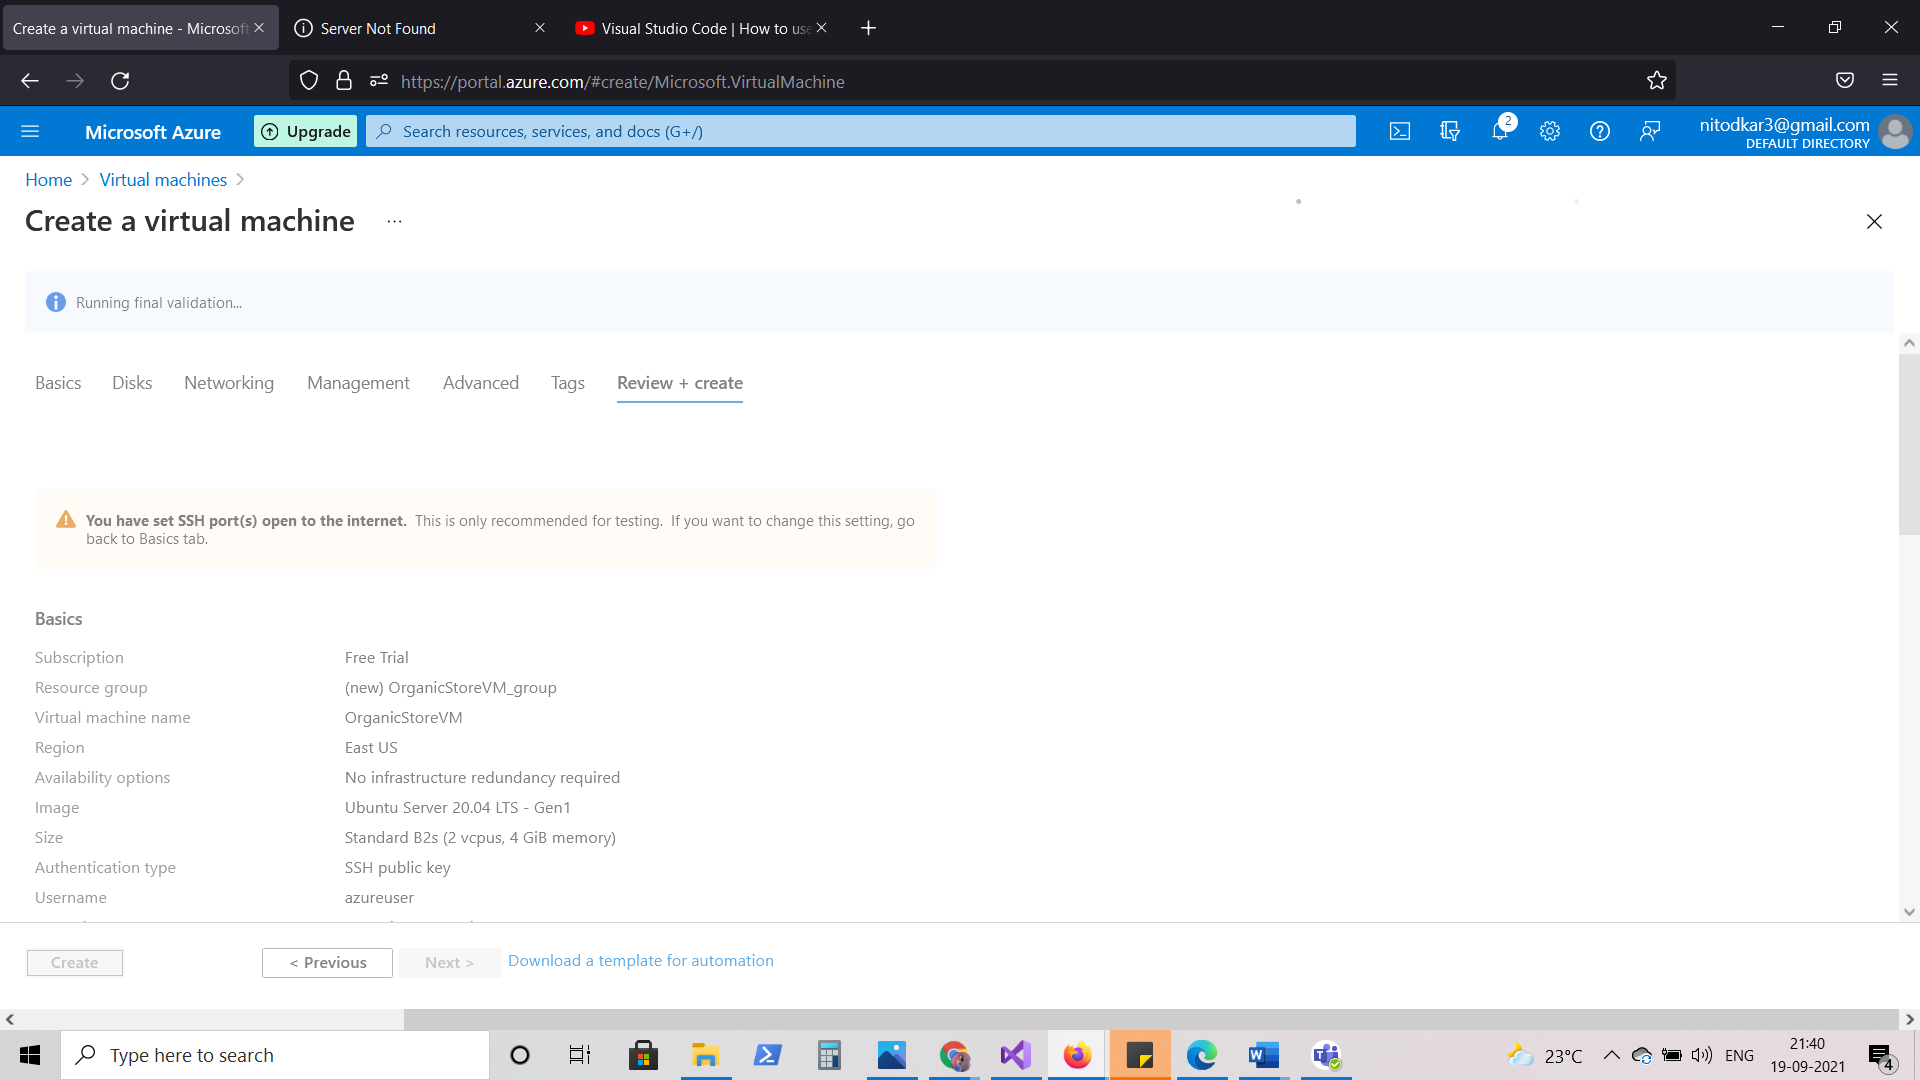 Create a virtual machine - Microsoft
Server Not Found
Visual Studio Code | How to use
https://portal.azure.com/#create/Microsoft.VirtualMachine
Microsoft Azure
Upgrade
Search resources, services, and docs (G+/)
2
nitodkar3@gmail.com
DEFAULT DIRECTORY
Home > Virtual machines >
Create a virtual machine ...
Running final validation...
Basics Disks Networking Management Advanced Tags Review + create
You have set SSH port(s) open to the internet. This is only recommended for testing. If you want to change this setting, go
back to Basics tab.
Basics
Subscription Free Trial
Resource group (new) OrganicStoreVM_group
Virtual machine name OrganicStoreVM
Region East US
Availability options No infrastructure redundancy required
Image Ubuntu Server 20.04 LTS - Gen1
Size Standard B2s (2 vcpus, 4 GiB memory)
Authentication type SSH public key
Username azureuser
Create < Previous Next > Download a template for automation
Type here to search
23°C
ENG
21:40
19-09-2021
4